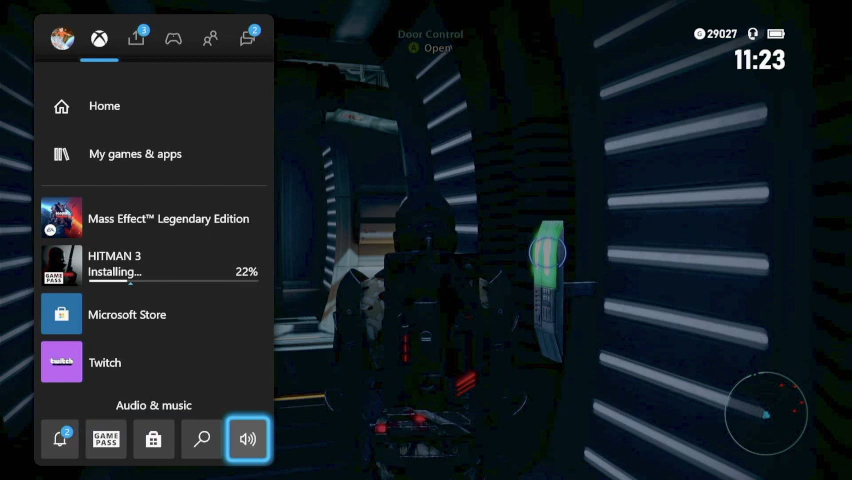 3
2
Home
My games & apps
Mass Effect™ Legendary Edition
HITMAN 3
Installing...
22%
GAME PASS
Microsoft Store
twitch
Twitch
Audio & music
2
GAME
PASS
Door Control
A Open
G 29027
11:23